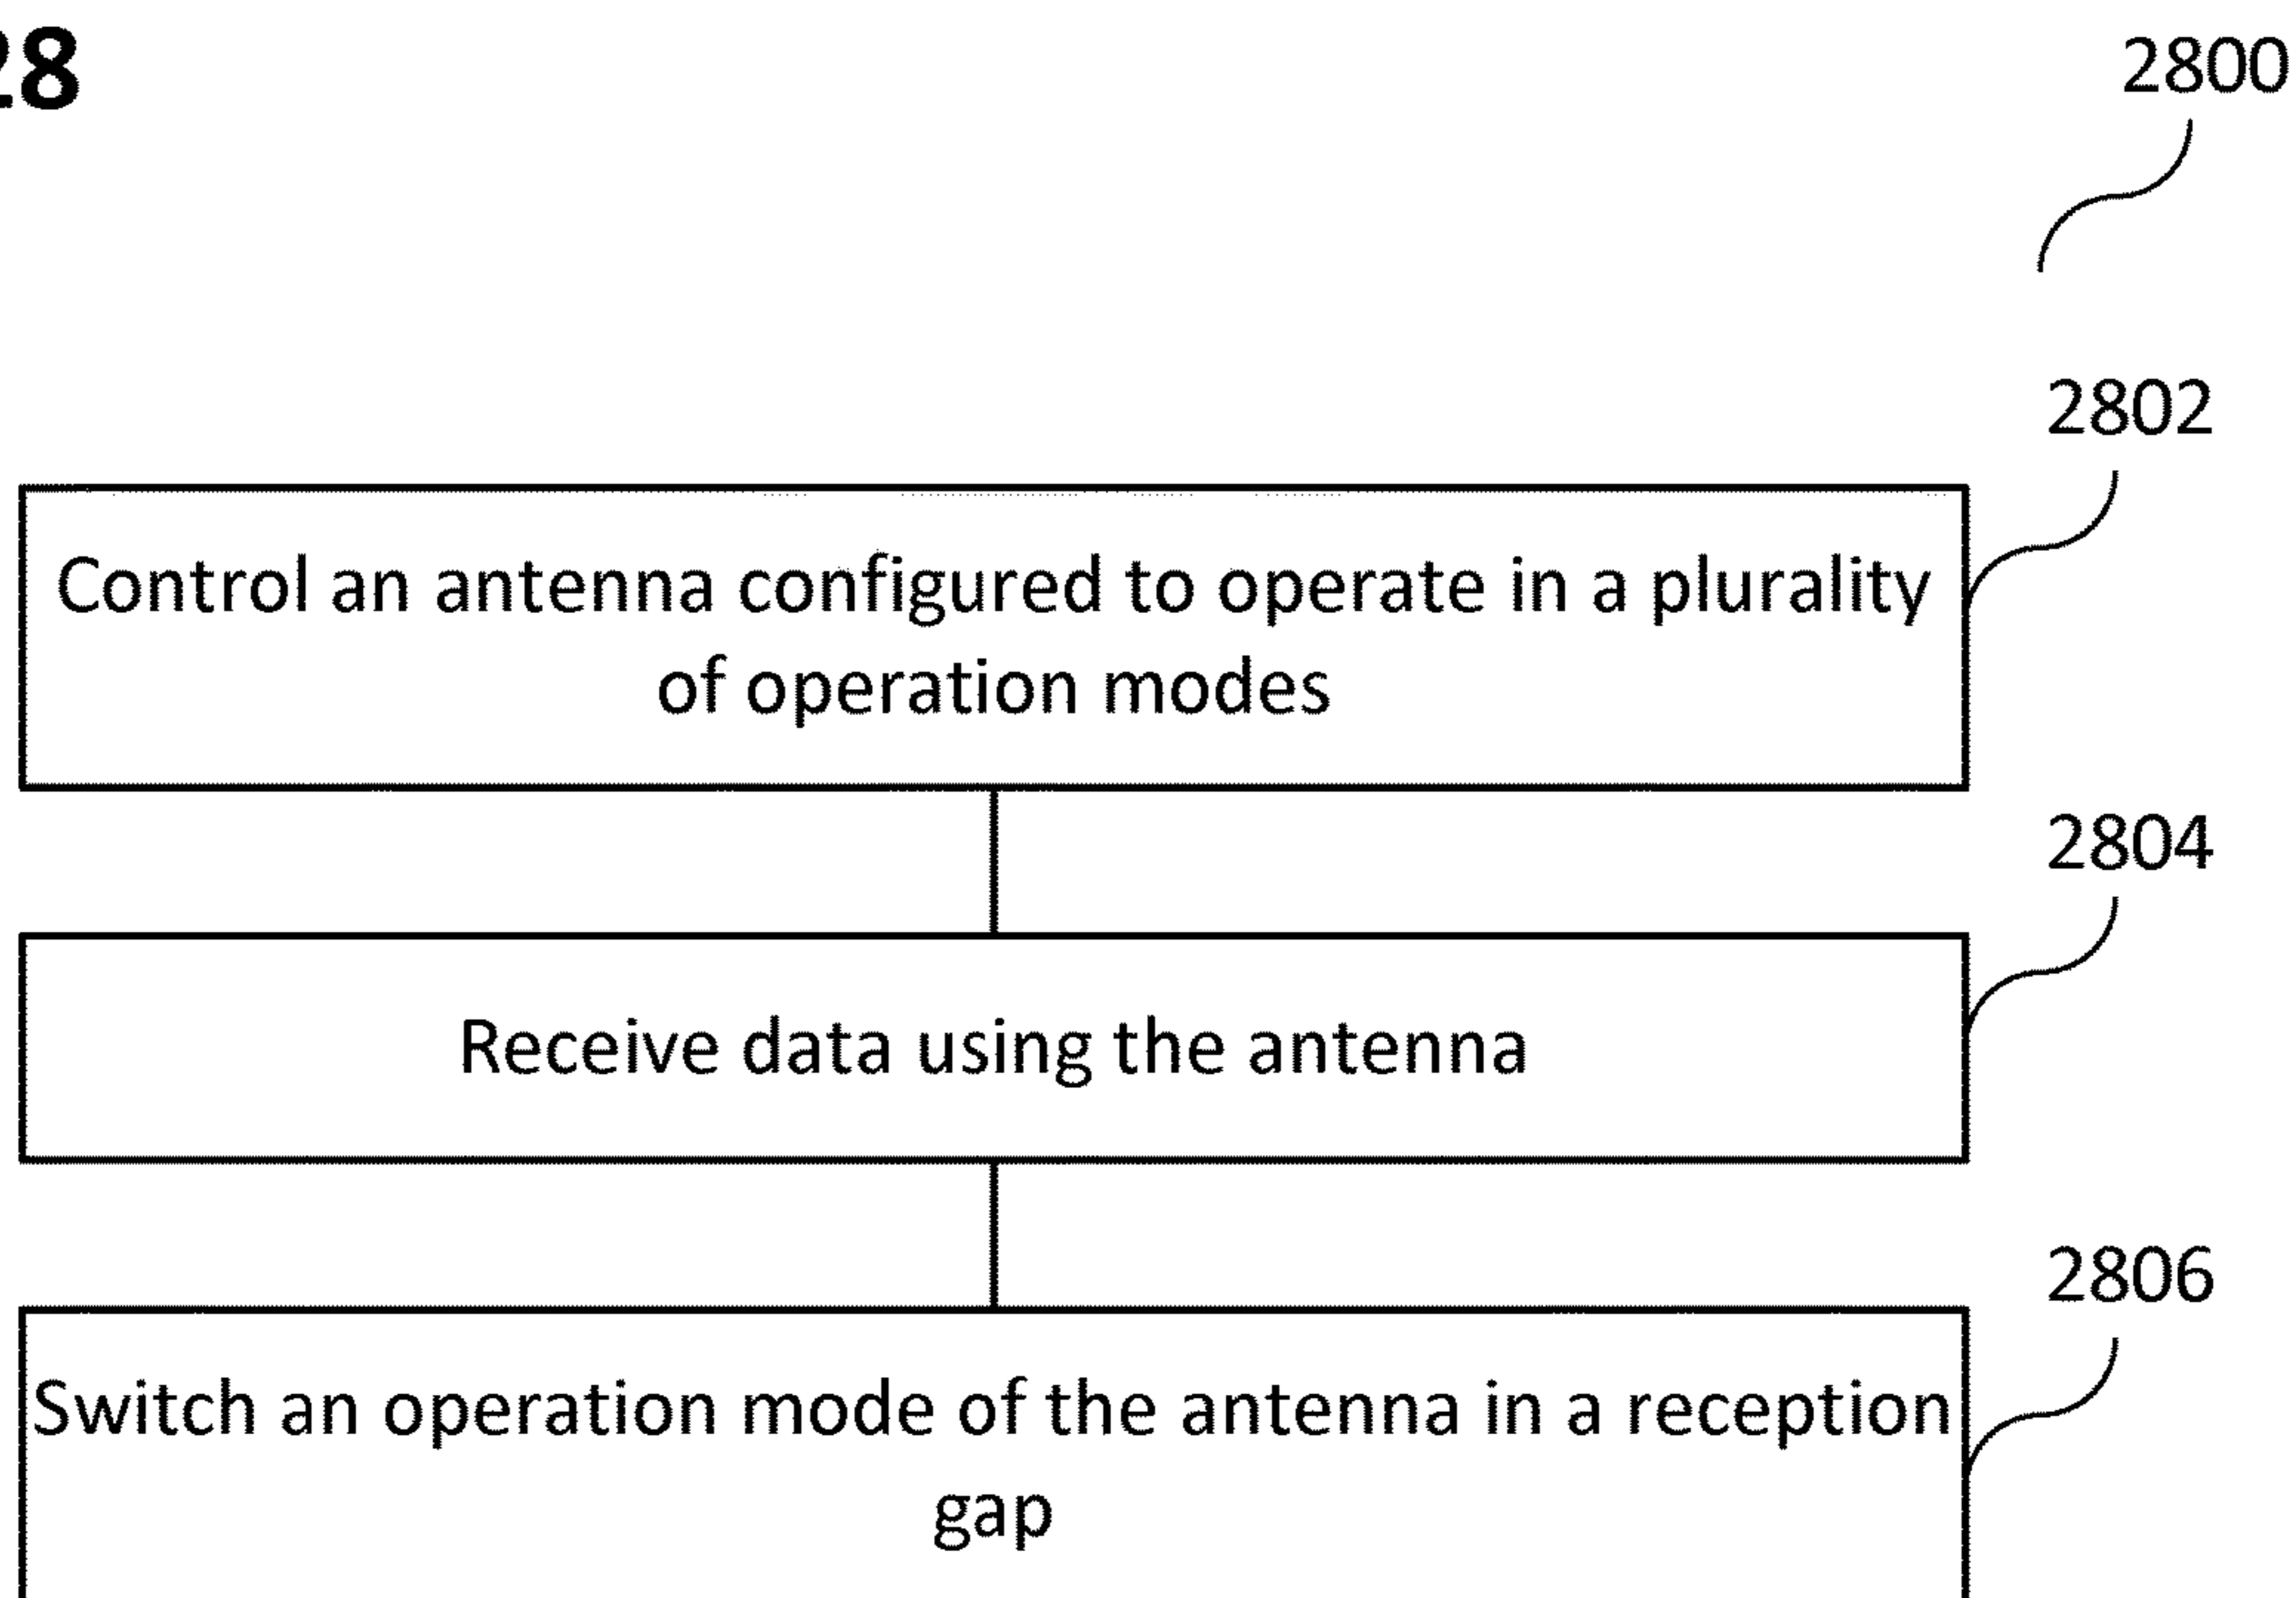 28
2800
2802
Control an antenna configured to operate in a plurality
of operation modes
2804
Receive data using the antenna
2806
Switch an operation mode of the antenna in a reception
gap